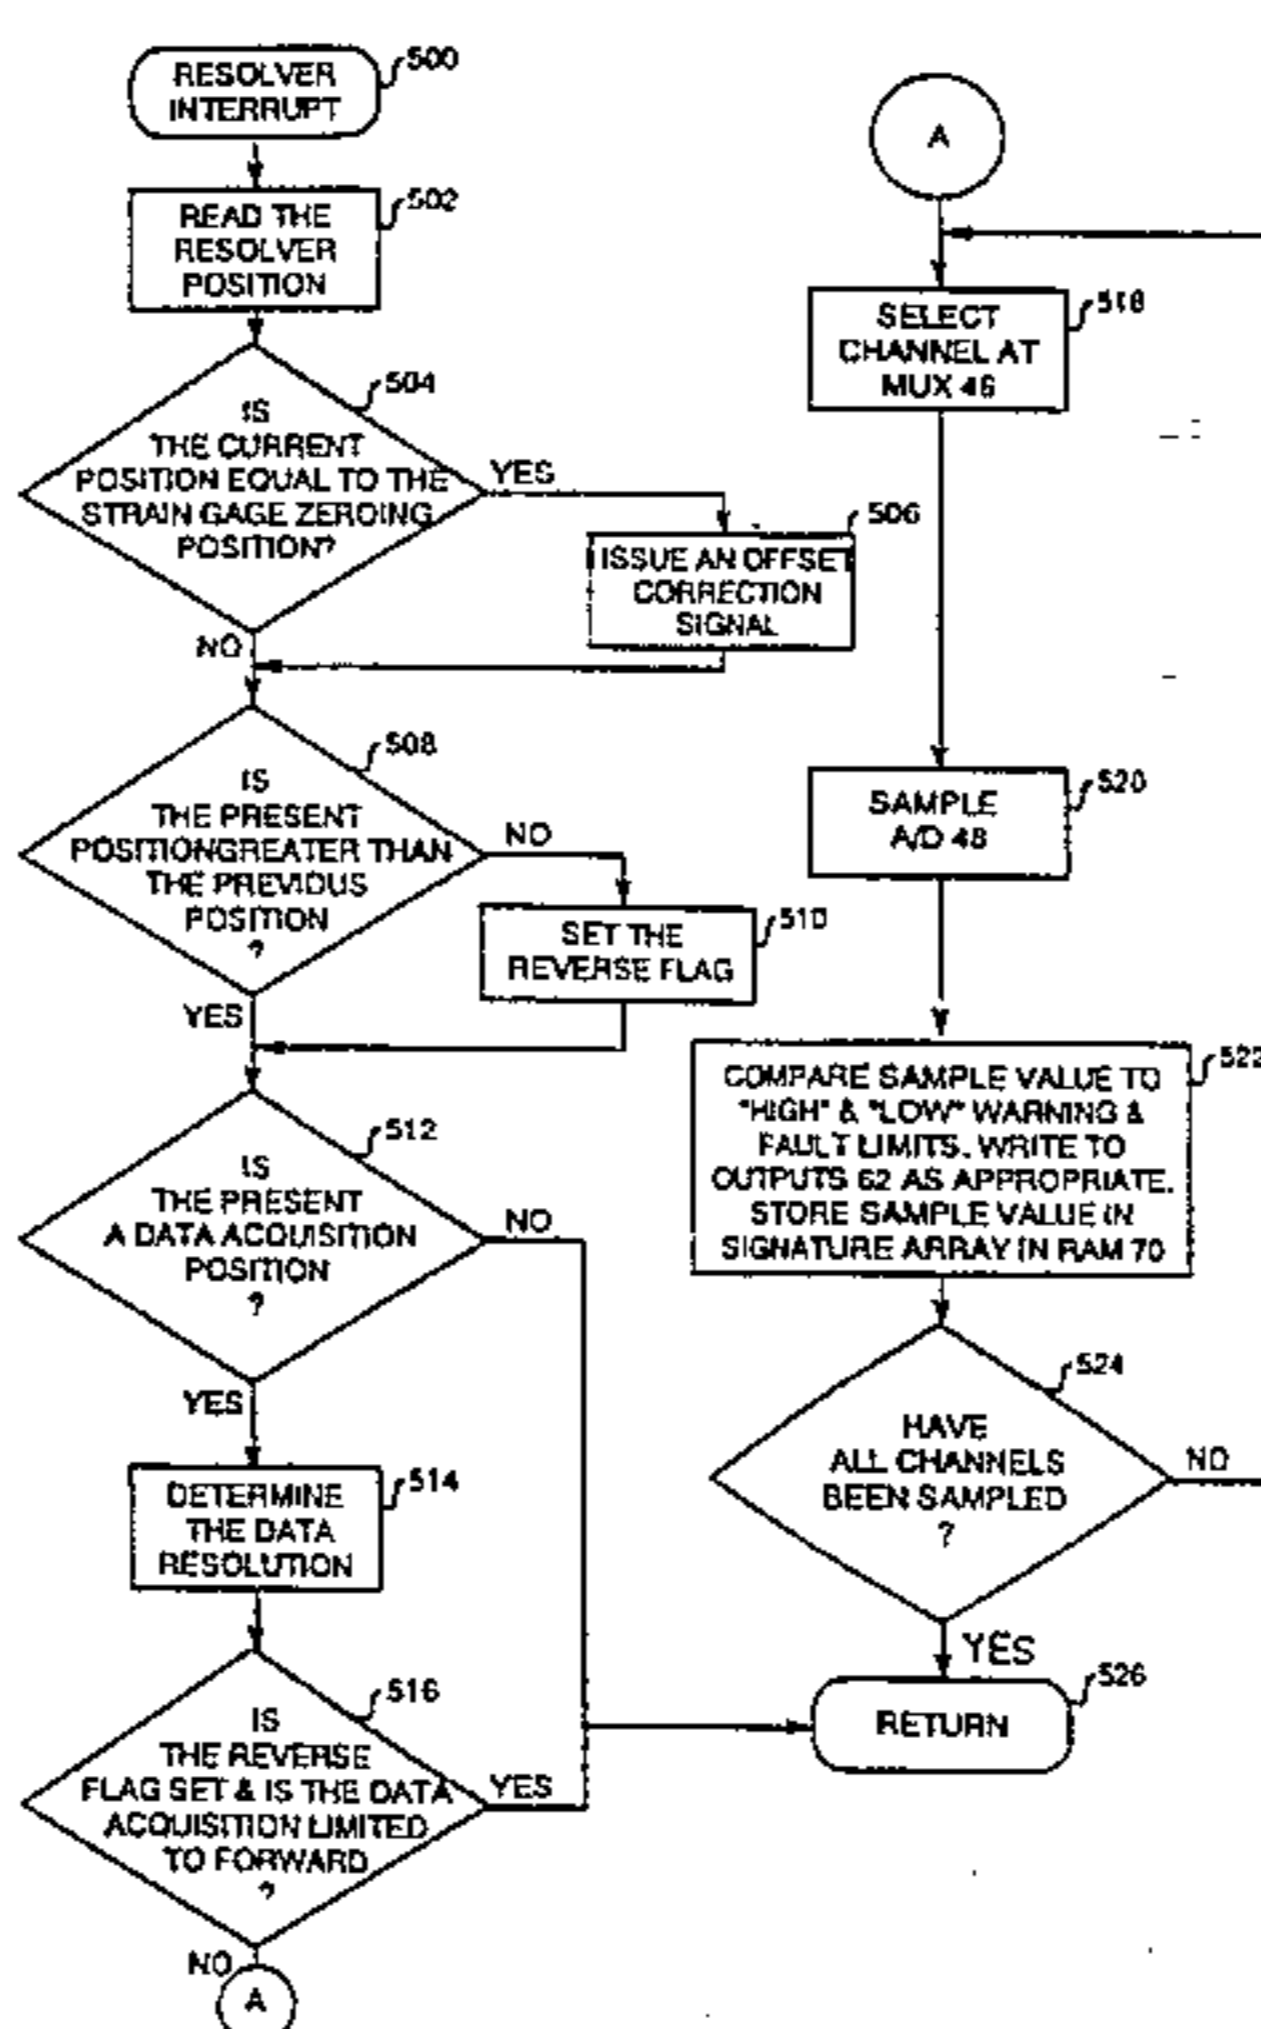 500
RESOLVER
INTERRUPT
502
READ THE
RESOLVER
POSITION
504
IS
THE CURRENT
POSITION EQUAL TO THE
STRAIN GAGE ZEROING
POSITION?
YES
NO
506
ISSUE AN OFFSET
CORRECTION
SIGNAL
508
IS
THE PRESENT
POSITIONGREATER THAN
THE PREVIOUS
POSITION
?
NO
YES
510
SET THE
REVERSE FLAG
512
IS
THE PRESENT
A DATA ACQUISITION
POSITION
?
NO
YES
514
DETERMINE
THE DATA
RESOLUTION
516
IS
THE REVERSE
FLAG SET & IS THE DATA
ACQUISITION LIMITED
TO FORWARD
?
YES
NO
A
A
518
SELECT
CHANNEL AT
MUX 46
520
SAMPLE
A/D 48
522
COMPARE SAMPLE VALUE TO
"HIGH" & "LOW" WARNING &
FAULT LIMITS. WRITE TO
OUTPUTS 62 AS APPROPRIATE.
STORE SAMPLE VALUE IN
SIGNATURE ARRAY IN RAM 70
524
HAVE
ALL CHANNELS
BEEN SAMPLED
?
NO
YES
526
RETURN